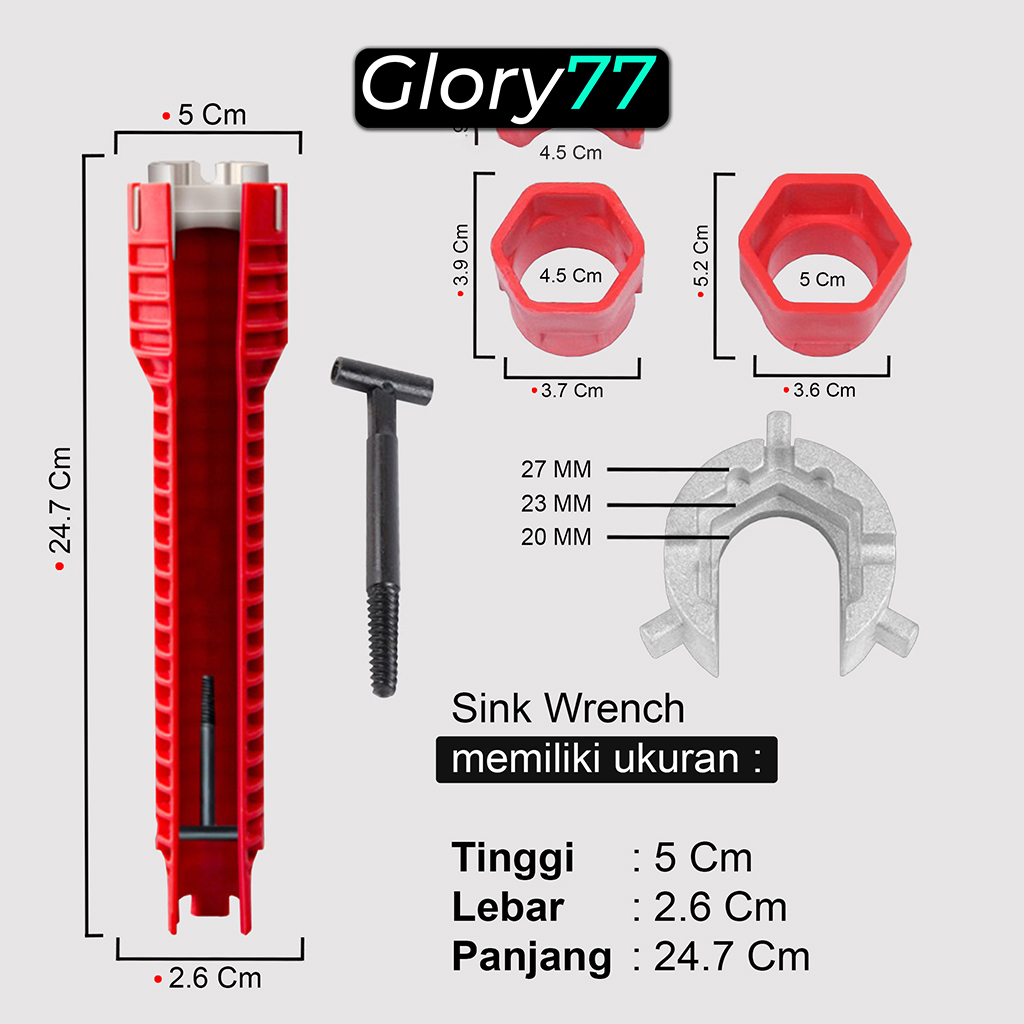 Glory77
• 5 Cm
4.5 Cm
• 24.7 Cm
• 2.6 Cm
• 3.9 Cm
4.5 Cm
• 3.7 Cm
• 5.2 Cm
5 Cm
• 3.6 Cm
27 MM
23 MM
20 MM
Sink Wrench
memiliki ukuran :
Tinggi : 5 Cm
Lebar : 2.6 Cm
Panjang : 24.7 Cm